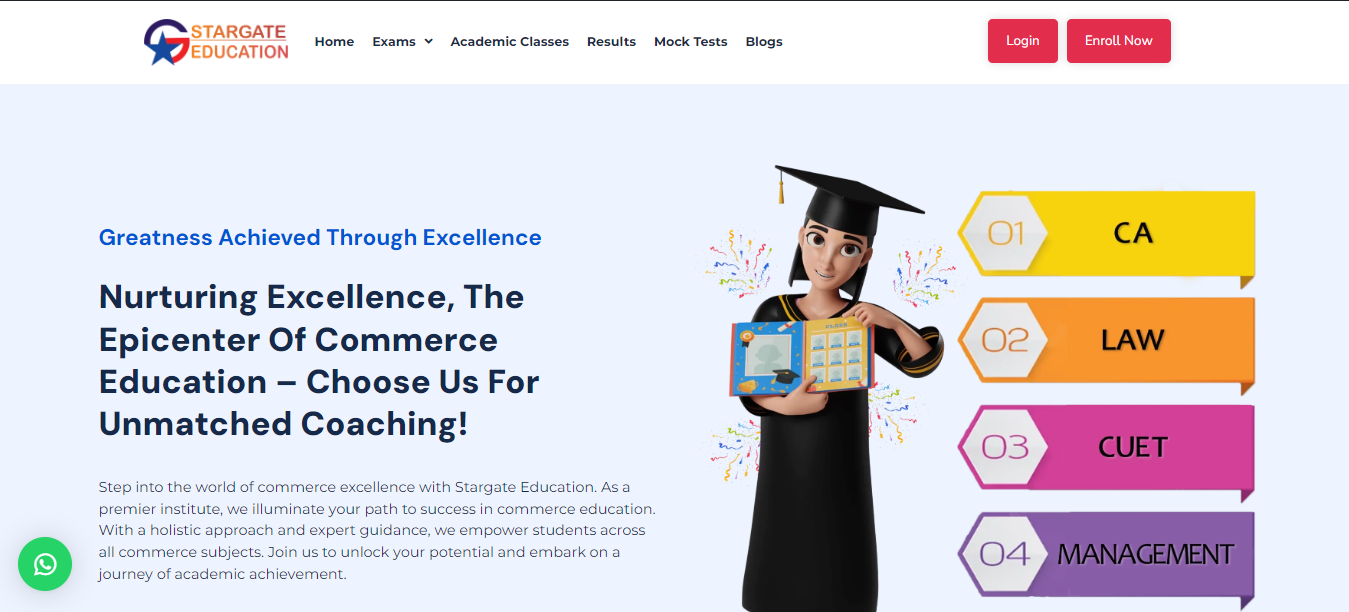 STARGATE
EDUCATION
Home
Exams
Academic Classes
Results
Mock Tests
Blogs
Login
Enroll Now
Greatness Achieved Through Excellence
Nurturing Excellence, The
Epicenter Of Commerce
Education – Choose Us For
Unmatched Coaching!
Step into the world of commerce excellence with Stargate Education. As a
premier institute, we illuminate your path to success in commerce education.
With a holistic approach and expert guidance, we empower students across
all commerce subjects. Join us to unlock your potential and embark on a
journey of academic achievement.
CLASS
01 CA
02 LAW
03 CUET
04 MANAGEMENT